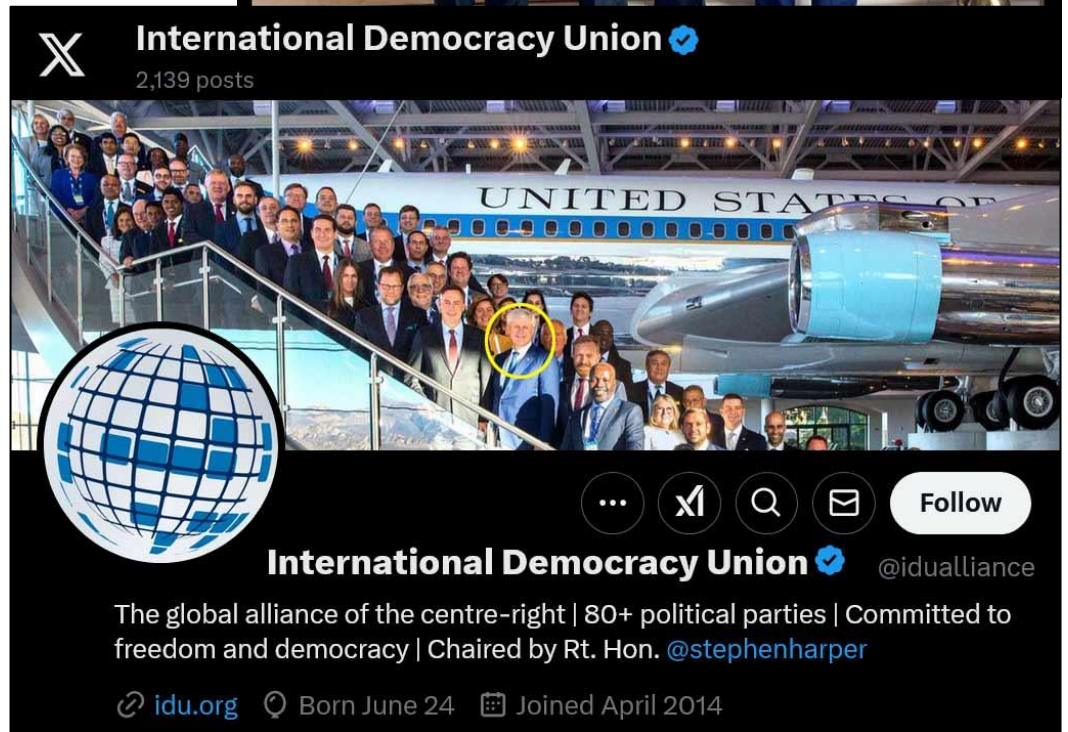 International Democracy Union
2,139 posts
UNITED STATES OF
Follow
International Democracy Union
@idualliance
The global alliance of the centre-right | 80+ political parties | Committed to
freedom and democracy | Chaired by Rt. Hon. @stephenharper
idu.org Born June 24 Joined April 2014